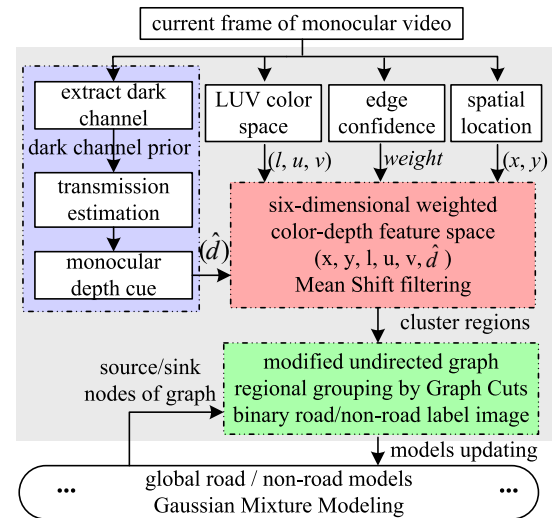 current frame of monocular video
extract dark
channel
LUV color
space
edge
confidence
spatial
location
dark channel prior
(l, u, v)
weight
(x, y)
transmission
estimation
monocular
depth cue
(d̂)
six-dimensional weighted
color-depth feature space
(x, y, l, u, v, d̂ )
Mean Shift filtering
cluster regions
source/sink
nodes of graph
modified undirected graph
regional grouping by Graph Cuts
binary road/non-road label image
models updating
... global road / non-road models ...
Gaussian Mixture Modeling